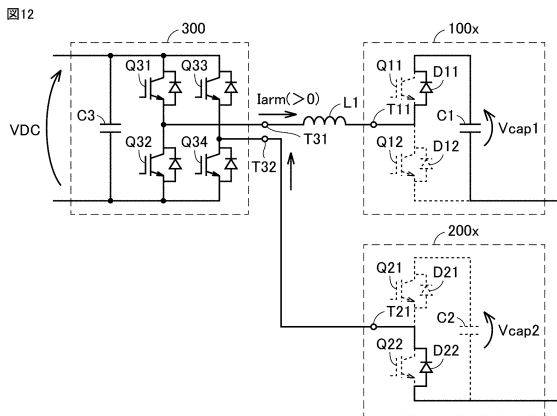 図12
300
100x
Q31
Q33
Q11
D11
Iarm(>0)
L1
T11
VDC
C3
C1
Vcap1
Q32
Q34
T31
Q12
D12
T32
200x
Q21
D21
T21
C2
Vcap2
Q22
D22